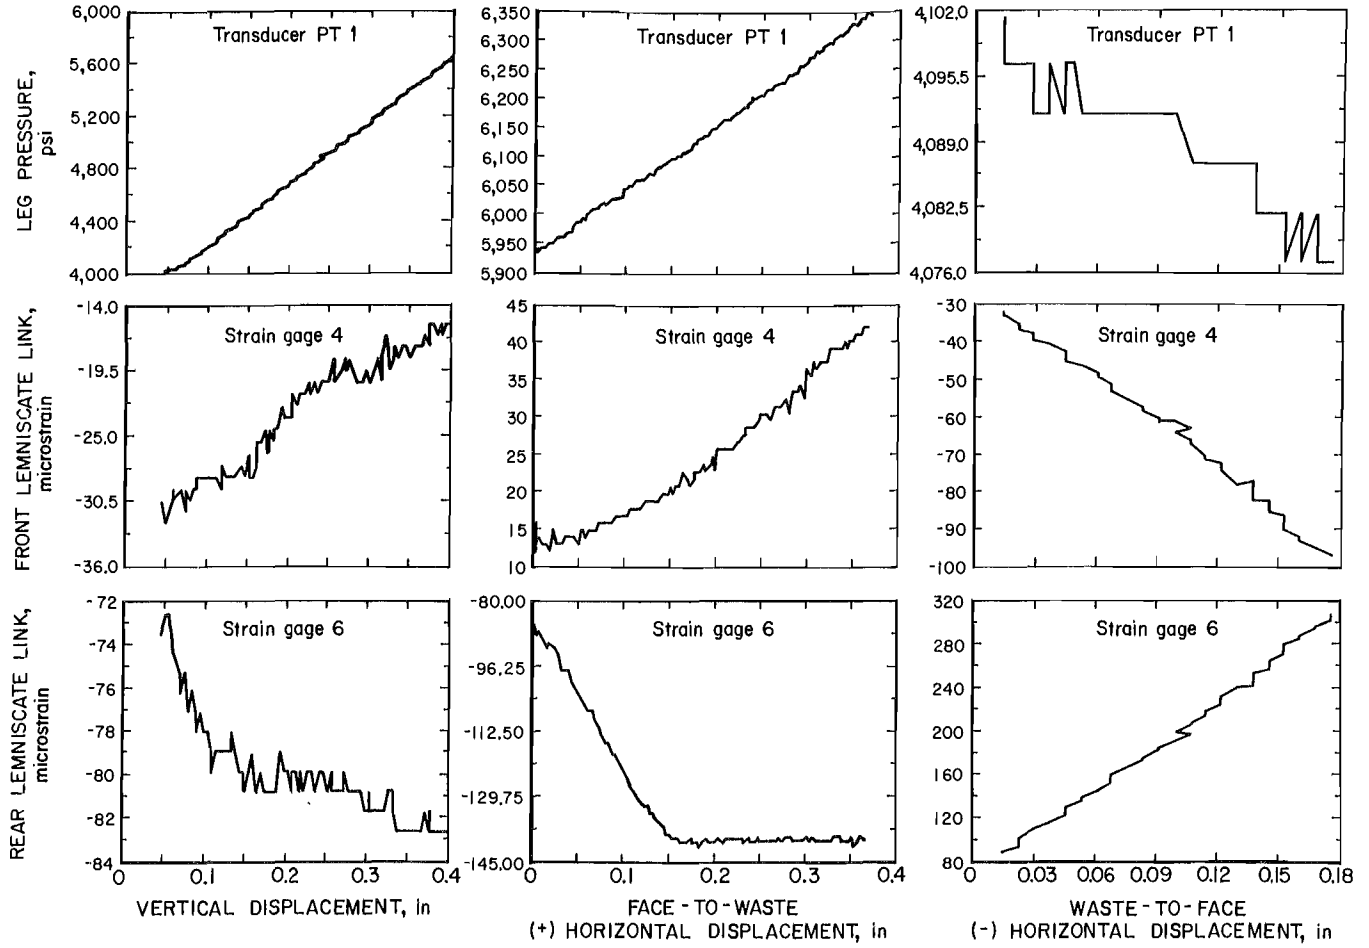 LEG PRESSURE,
psi
6,000
5,600
5,200
4,800
4,400
4,000
Transducer PT 1
6,350
6,300
6,250
6,200
6,150
6,100
6,050
6,000
5,950
5,900
Transducer PT 1
4,102.0
4,095.5
4,089.0
4,082.5
4,076.0
Transducer PT 1
FRONT LEMNISCATE LINK,
microstrain
-14.0
-19.5
-25.0
-30.5
-36.0
Strain gage 4
45
40
35
30
25
20
15
10
Strain gage 4
-30
-40
-50
-60
-70
-80
-90
-100
Strain gage 4
REAR LEMNISCATE LINK,
microstrain
-72
-74
-76
-78
-80
-82
-84
Strain gage 6
0 0.1 0.2 0.3 0.4
VERTICAL DISPLACEMENT, in
-80.00
-96.25
-112.50
-129.75
-145.00
Strain gage 6
0 0.1 0.2 0.3 0.4
FACE-TO-WASTE
(+) HORIZONTAL DISPLACEMENT, in
320
280
240
200
160
120
80
Strain gage 6
0 0.03 0.06 0.09 0.12 0.15 0.18
WASTE-TO-FACE
(-) HORIZONTAL DISPLACEMENT, in